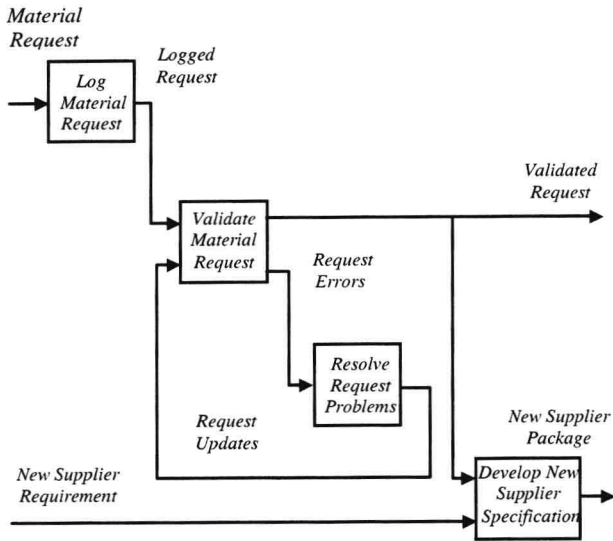 Material
Request
Logged
Request
Log
Material
Request
Validated
Request
Validate
Material
Request
Request
Errors
Resolve
Request
Problems
Request
Updates
New Supplier
Package
New Supplier
Requirement
Develop New
Supplier
Specification